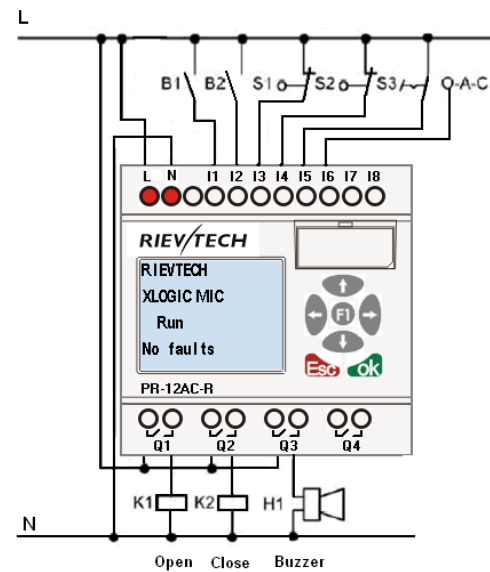 L
B1 B2 S1 S2 S3 O-A-C
L N I1 I2 I3 I4 I5 I6 I7 I8
RIEVTECH
RIEVTECH
XLOGIC MIC
Run
No faults
F1
Esc ok
PR-12AC-R
Q1 Q2 Q3 Q4
K1 K2 H1
N
Open Close Buzzer